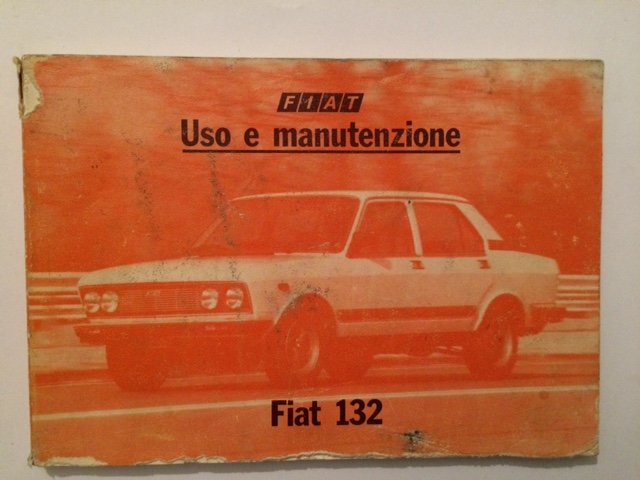 FIAT
Uso e manutenzione
Fiat 132